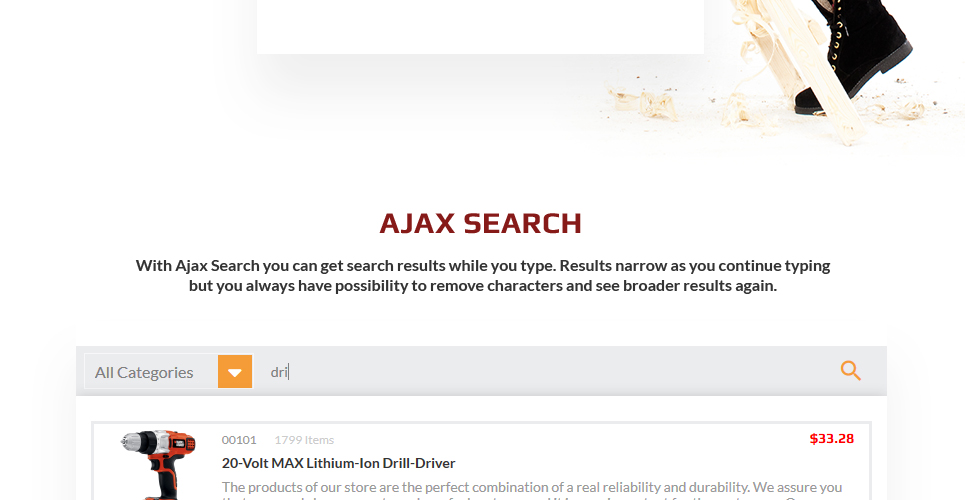 AJAX SEARCH
With Ajax Search you can get search results while you type. Results narrow as you continue typing
but you always have possibility to remove characters and see broader results again.
All Categories dri
00101 1799 Items $33.28
20-Volt MAX Lithium-Ion Drill-Driver
The products of our store are the perfect combination of a real reliability and durability. We assure you